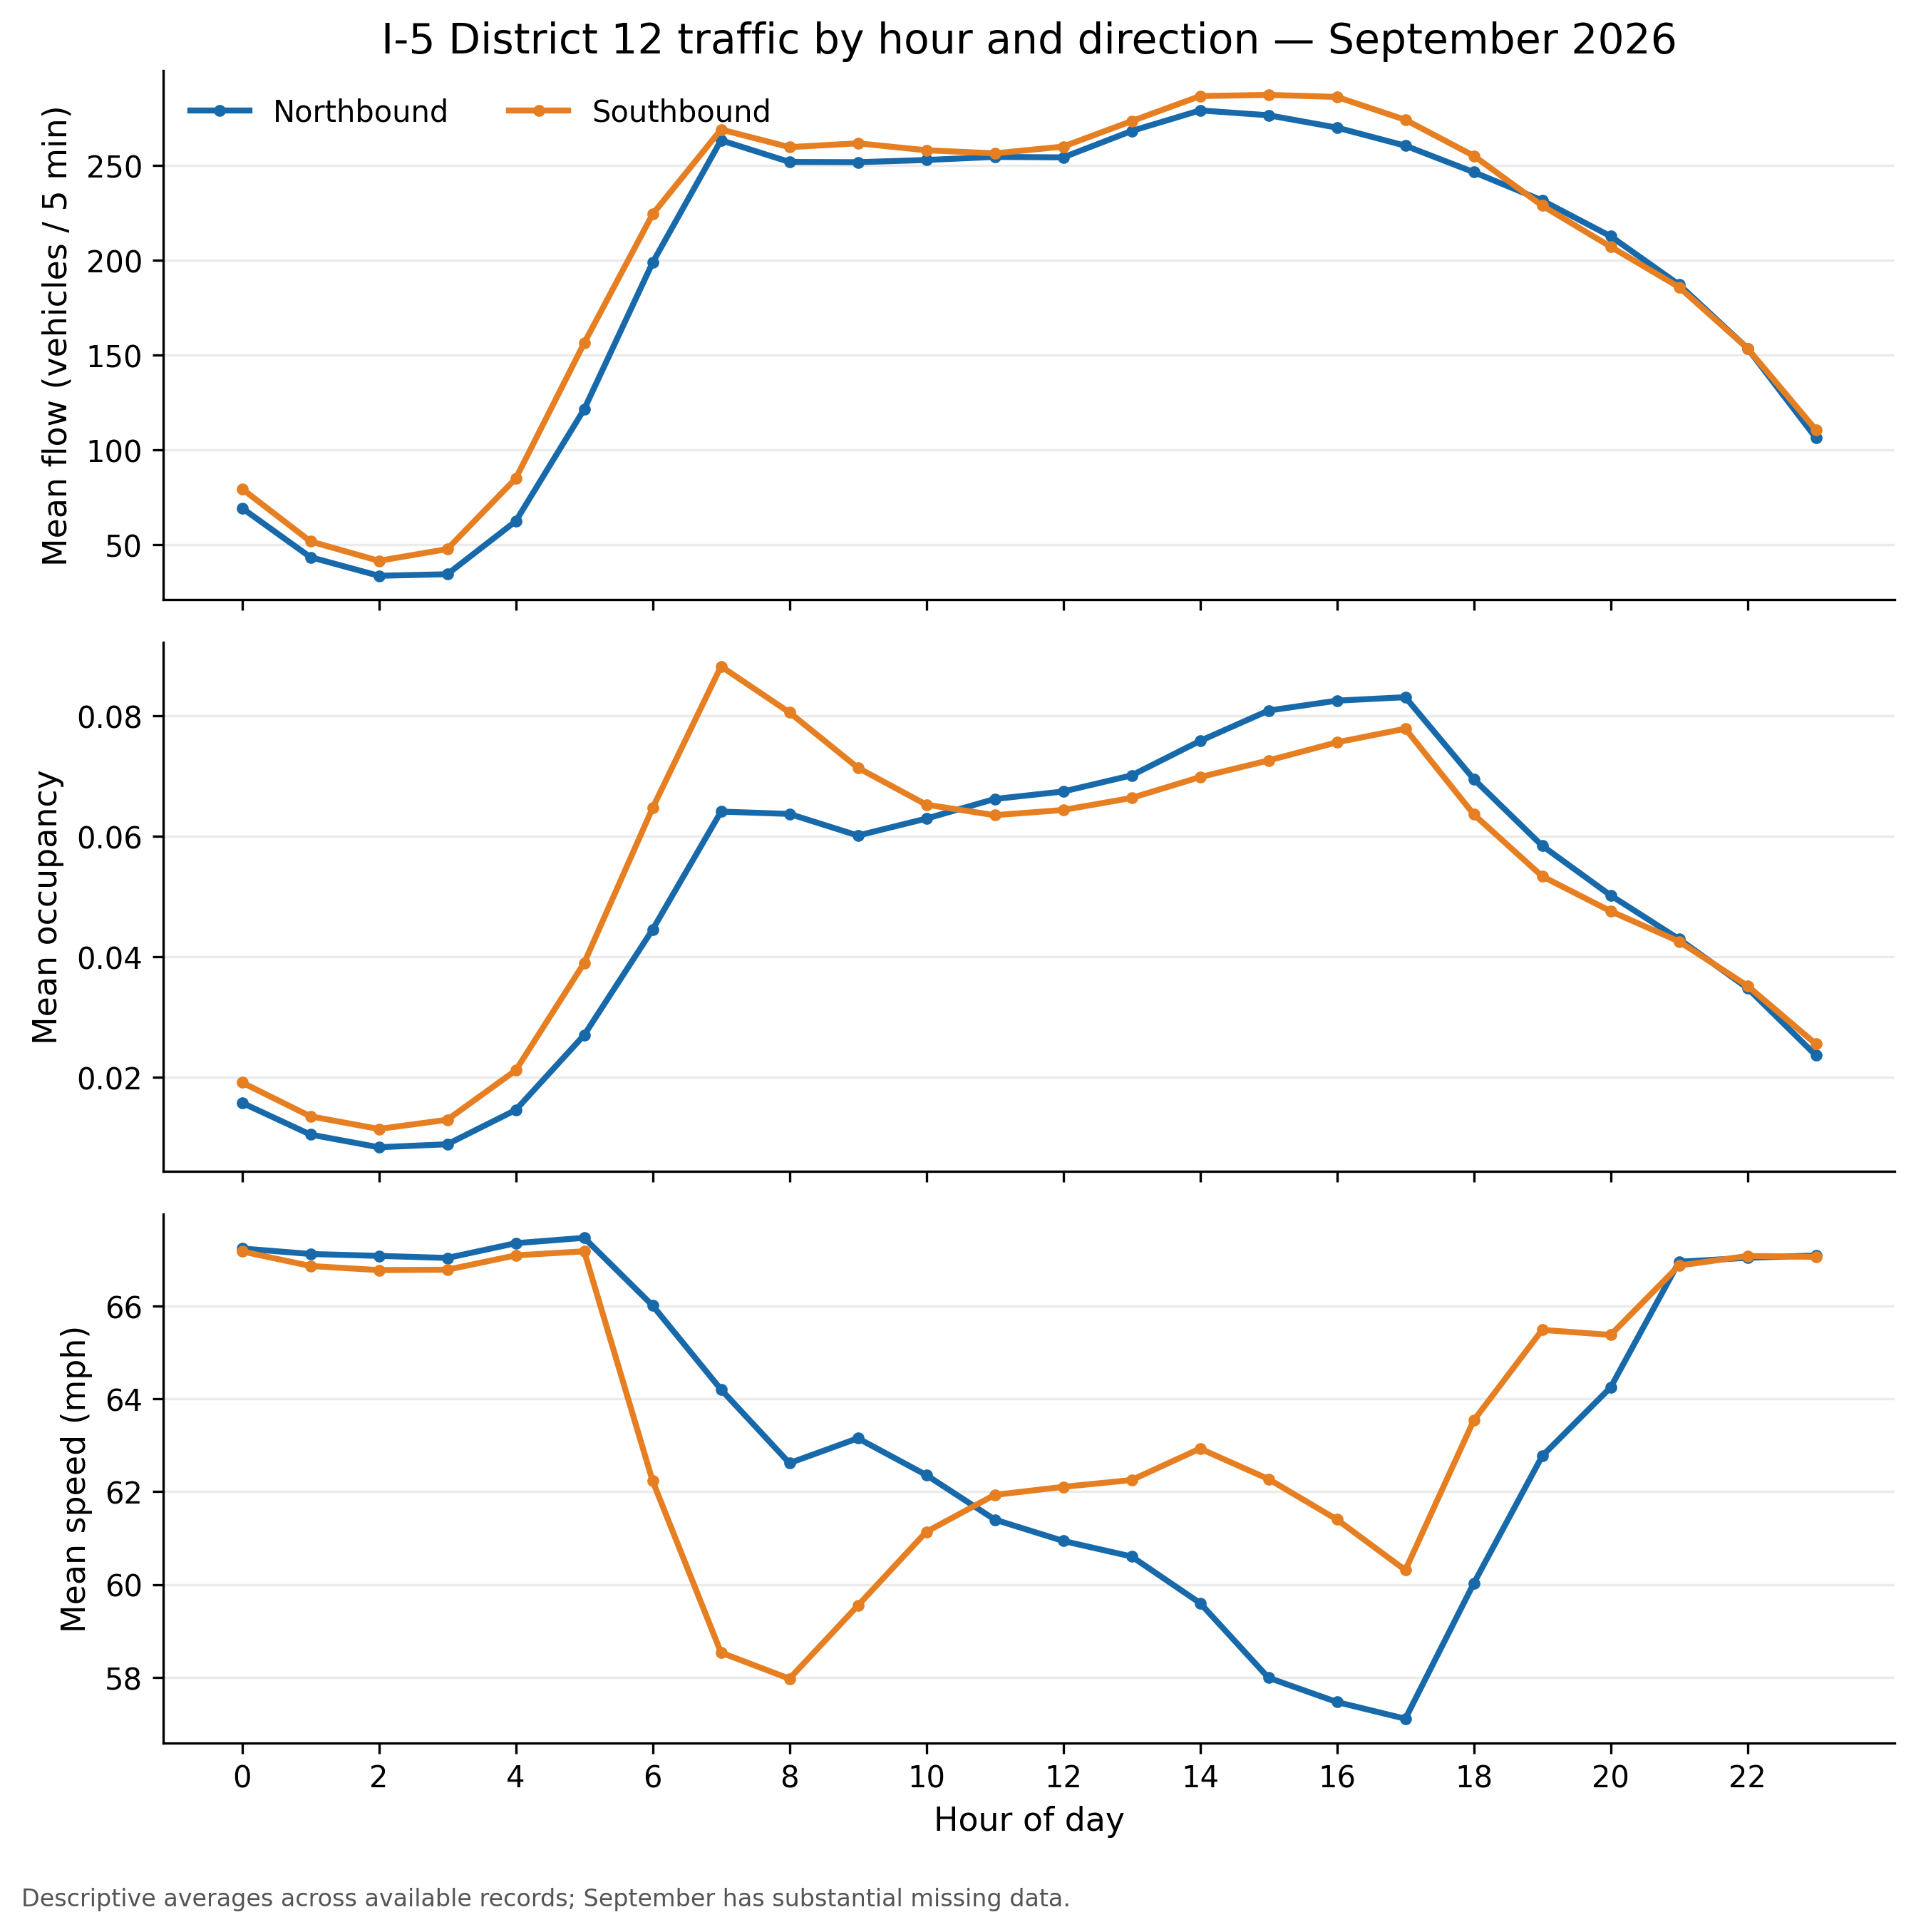 I-5 District 12 traffic by hour and direction — September 2026
Northbound
Southbound
Mean flow (vehicles / 5 min)
250
200
150
100
50
Mean occupancy
0.08
0.06
0.04
0.02
Mean speed (mph)
66
64
62
60
58
0 2 4 6 8 10 12 14 16 18 20 22
Hour of day
Descriptive averages across available records; September has substantial missing data.